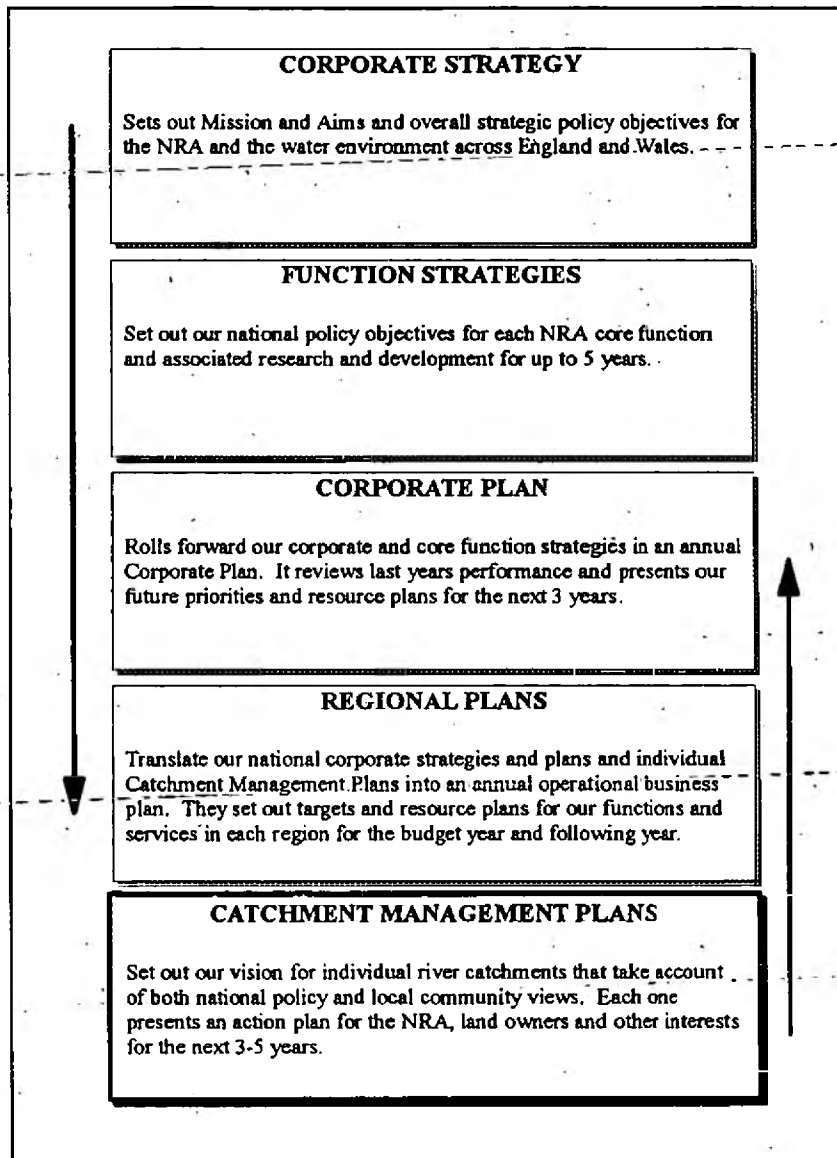 CORPORATE STRATEGY
Sets out Mission and Aims and overall strategic policy objectives for
the NRA and the water environment across England and Wales.
FUNCTION STRATEGIES
Set out our national policy objectives for each NRA core function
and associated research and development for up to 5 years.
CORPORATE PLAN
Rolls forward our corporate and core function strategies in an annual
Corporate Plan. It reviews last years performance and presents our
future priorities and resource plans for the next 3 years.
REGIONAL PLANS
Translate our national corporate strategies and plans and individual
Catchment Management Plans into an annual operational business
plan. They set out targets and resource plans for our functions and
services in each region for the budget year and following year.
CATCHMENT MANAGEMENT PLANS
Set out our vision for individual river catchments that take account
of both national policy and local community views. Each one
presents an action plan for the NRA, land owners and other interests
for the next 3-5 years.